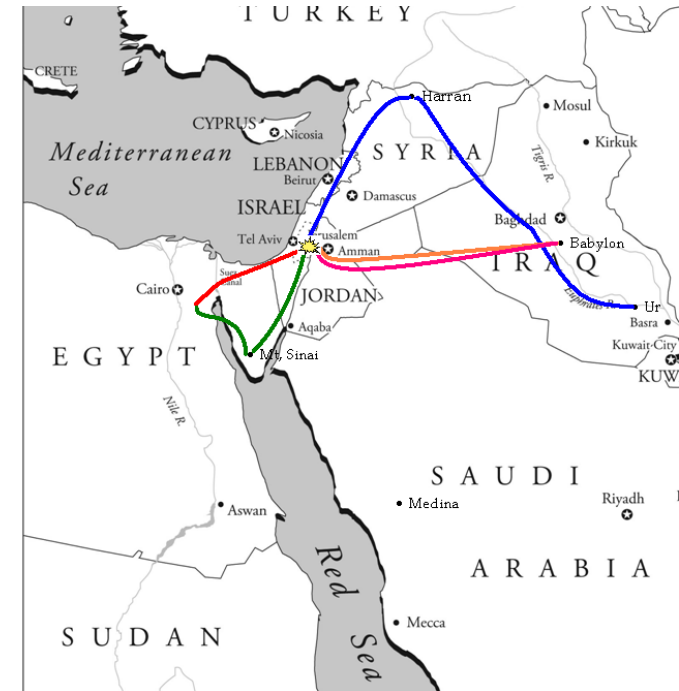 TURKEY
CRETE
Harran
Mosul
CYPRUS
Nicosia
Kirkuk
Mediterranean
Sea
LEBANON
SYRIA
Tigris R.
Beirut
Damascus
ISRAEL
Baghdad
Tel Aviv
rusalem
Amman
Babylon
IRAQ
Suez
Canal
Cairo
JORDAN
Euphrates R.
Ur
Basra
Aqaba
Kuwait City
EGYPT
Mt. Sinai
KUW
Nile R.
SAUDI
Medina
Riyadh
Aswan
Red
Sea
ARABIA
Mecca
SUDAN